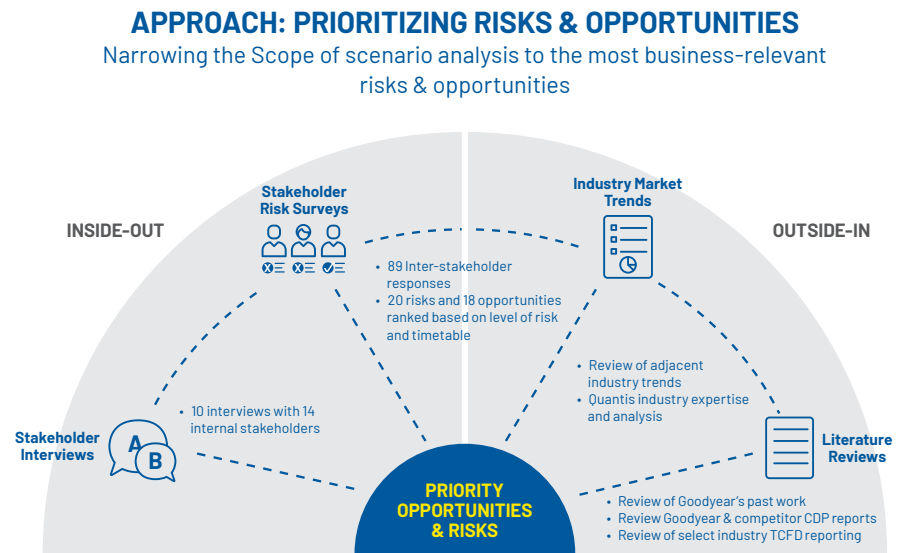 APPROACH: PRIORITIZING RISKS & OPPORTUNITIES
Narrowing the Scope of scenario analysis to the most business-relevant
risks & opportunities
INSIDE-OUT
OUTSIDE-IN
Stakeholder
Risk Surveys
• 89 Inter-stakeholder
responses
• 20 risks and 18 opportunities
ranked based on level of risk
and timetable
Industry Market
Trends
• Review of adjacent
industry trends
• Quantis industry expertise
and analysis
Stakeholder
Interviews
A
B
• 10 interviews with 14
internal stakeholders
Literature
Reviews
• Review of Goodyear's past work
• Review Goodyear & competitor CDP reports
• Review of select industry TCFD reporting
PRIORITY
OPPORTUNITIES
& RISKS